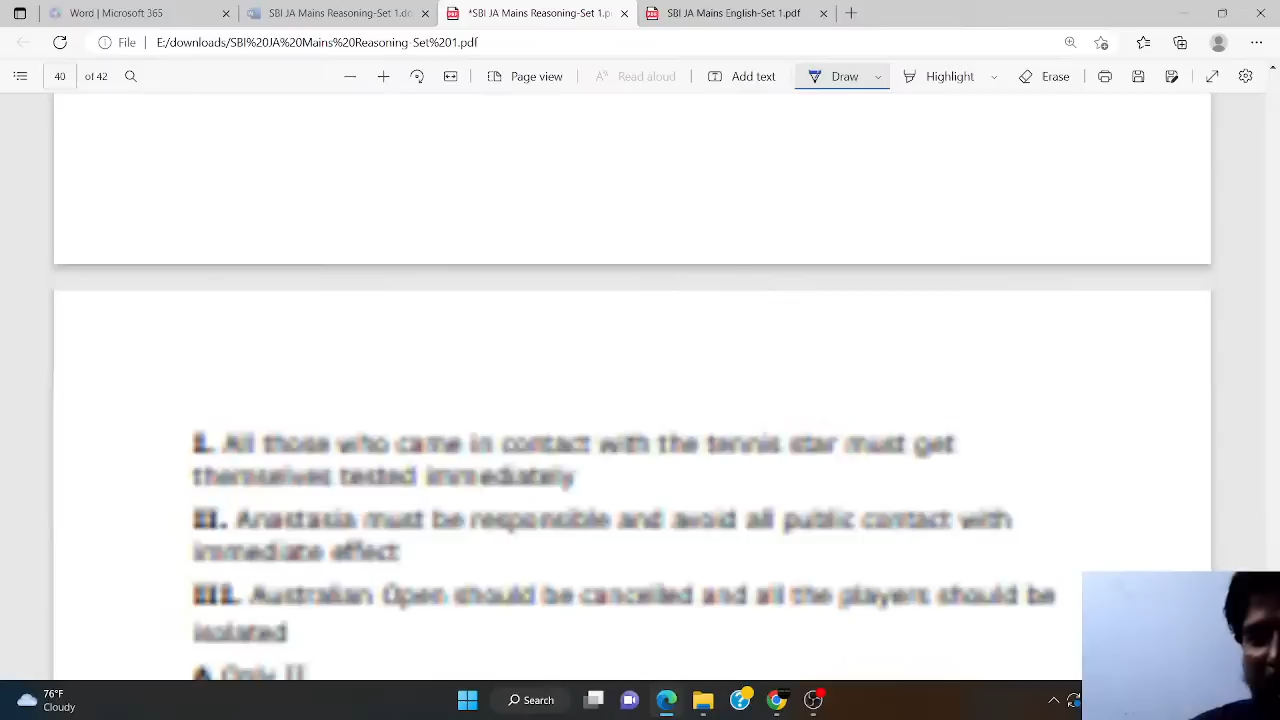 Word | Microsoft 365
SBI JA Mains Reasoning-Set 1.do
*SBI JA Mains Reasoning-Set 1.p
SBI JA Mains English-Set 1.pdf
File
E:/downloads/SBI%20JA%20Mains%20Reasoning Set%201.pdf
40 of 42
Page view
Read aloud
Add text
Draw
Highlight
Erase
I. All those who came in contact with the tennis star must get
themselves tested immediately
II. Anastasia must be responsible and avoid all public contact with
immediate effect
III. Australian Open should be cancelled and all the players should be
isolated
A Only II
76°F
Cloudy
Search